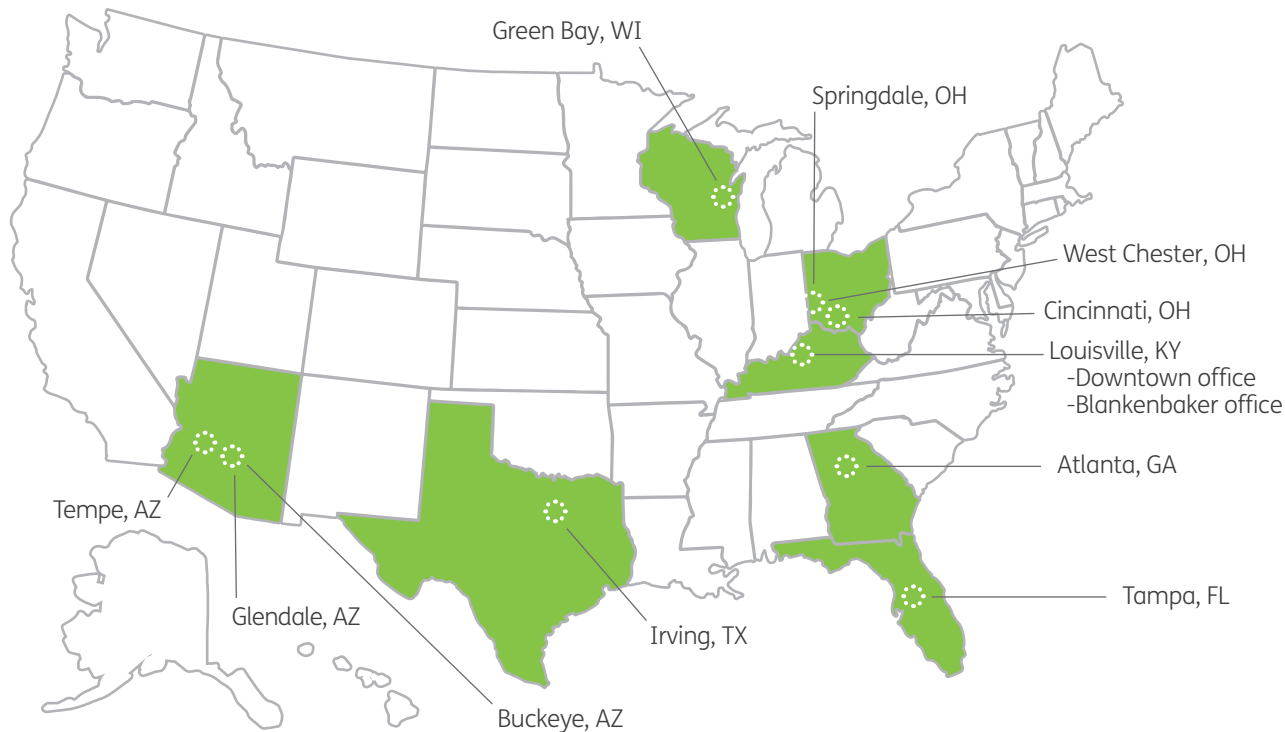 Green Bay, WI
Springdale, OH
West Chester, OH
Cincinnati, OH
Louisville, KY
-Downtown office
-Blankenbaker office
Atlanta, GA
Tempe, AZ
Tampa, FL
Glendale, AZ
Irving, TX
Buckeye, AZ